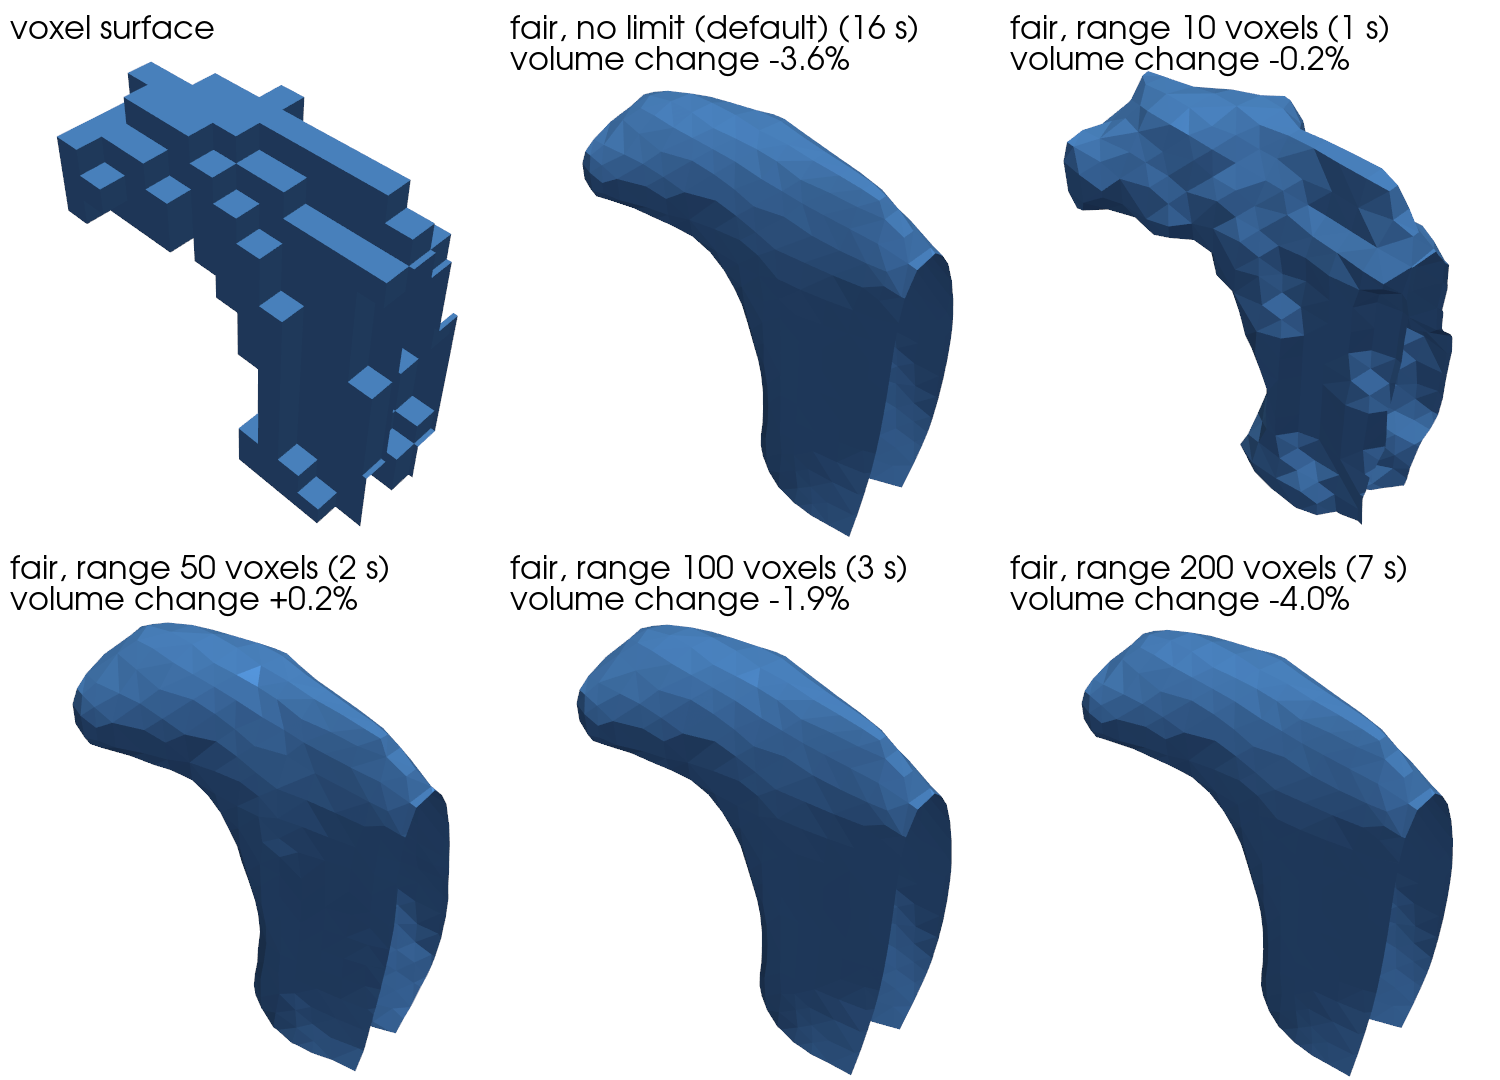 voxel surface
fair, no limit (default) (16 s)
volume change -3.6%
fair, range 10 voxels (1 s)
volume change -0.2%
fair, range 50 voxels (2 s)
volume change +0.2%
fair, range 100 voxels (3 s)
volume change -1.9%
fair, range 200 voxels (7 s)
volume change -4.0%